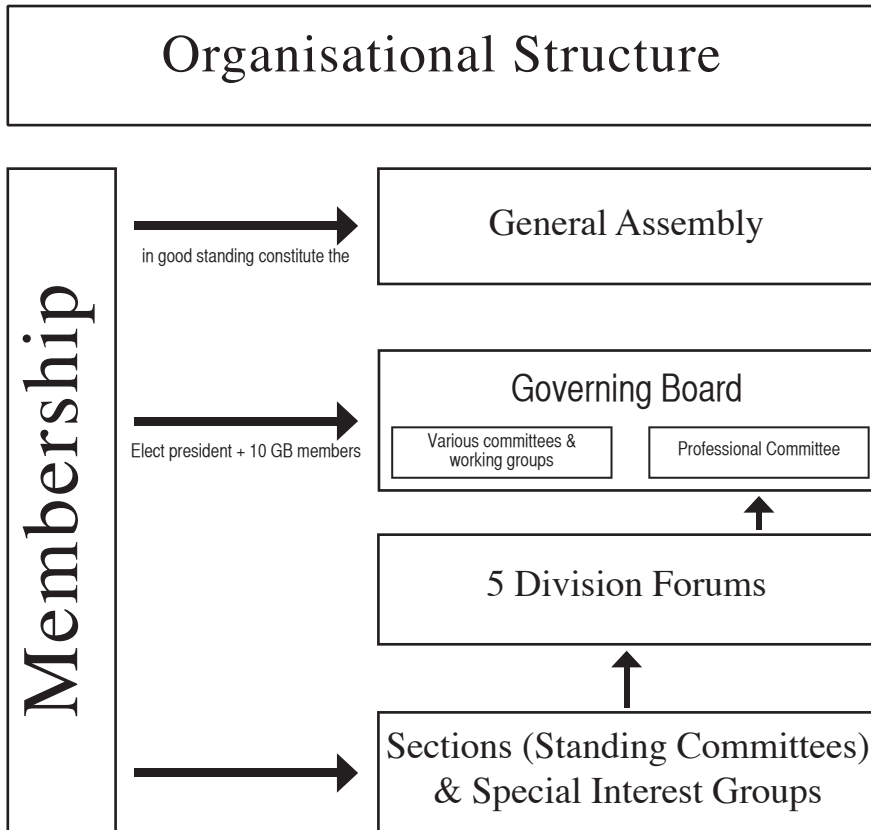 Organisational Structure
Membership
in good standing constitute the
General Assembly
Elect president + 10 GB members
Governing Board
Various committees &
working groups
Professional Committee
5 Division Forums
Sections (Standing Committees)
& Special Interest Groups